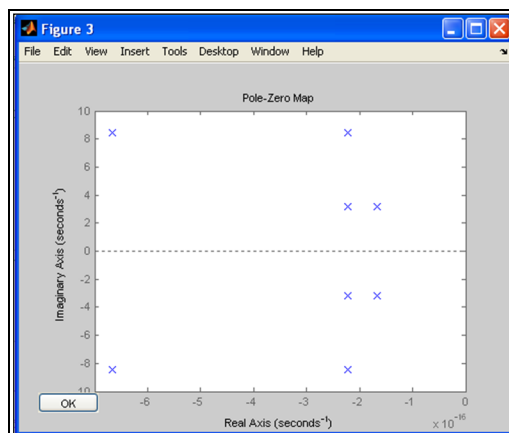 Figure 3
File Edit View Insert Tools Desktop Window Help
Pole-Zero Map
10
8
6
4
2
0
-2
-4
-6
-8
-10
Imaginary Axis (seconds⁻¹)
OK
-6 -5 -4 -3 -2 -1 0
Real Axis (seconds⁻¹)
x 10⁻¹⁶